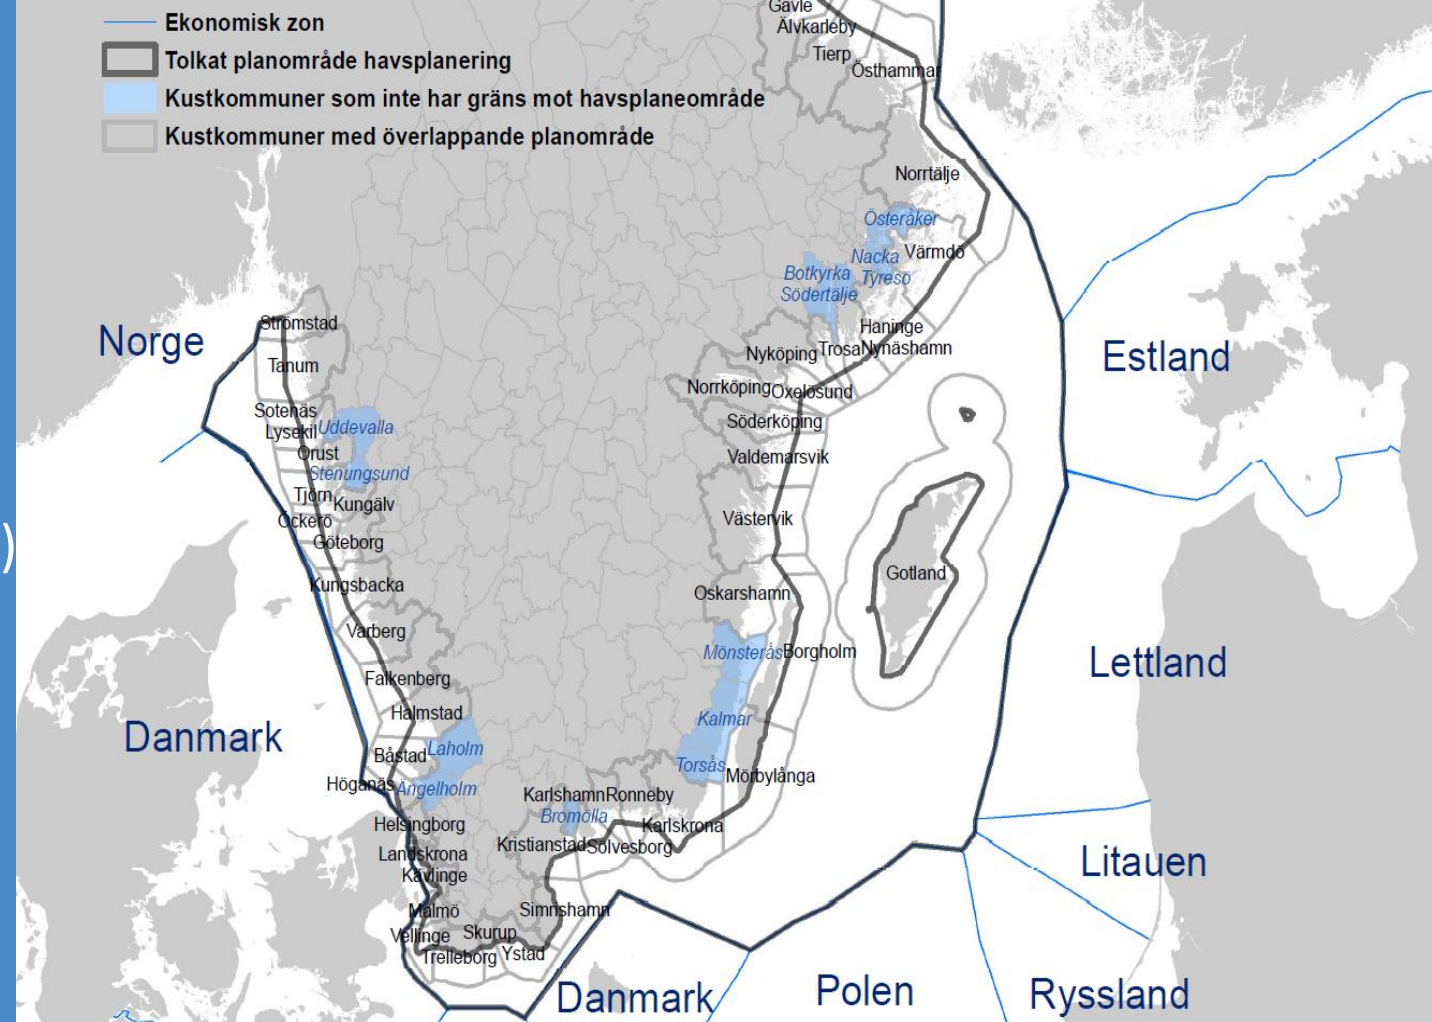 Ekonomisk zon
Tolkat planområde havsplanering
Kustkommuner som inte har gräns mot havsplaneområde
Kustkommuner med överlappande planområde
)
Gävle
Älvkarleby
Tierp
Östhammar
Norrtälje
Österåker
Värmdö
Nacka
Tyresö
Botkyrka
Södertälje
Haninge
Nynäshamn
Trosa
Nyköping
Norrköping
Oxelösund
Söderköping
Valdemarsvik
Västervik
Oskarshamn
Gotland
Mönsterås
Borgholm
Kalmar
Torsås
Mörbylånga
Norge
Strömstad
Tanum
Sotenäs
Lysekil
Uddevalla
Orust
Stenungsund
Tjörn
Kungälv
Öckerö
Göteborg
Kungsbacka
Varberg
Falkenberg
Halmstad
Danmark
Båstad
Laholm
Höganäs
Ängelholm
Helsingborg
Landskrona
Kävlinge
Malmö
Vellinge
Skurup
Trelleborg
Ystad
Simrishamn
Karlshamn
Ronneby
Bromölla
Kristianstad
Sölvesborg
Karlskrona
Estland
Lettland
Litauen
Danmark
Polen
Ryssland